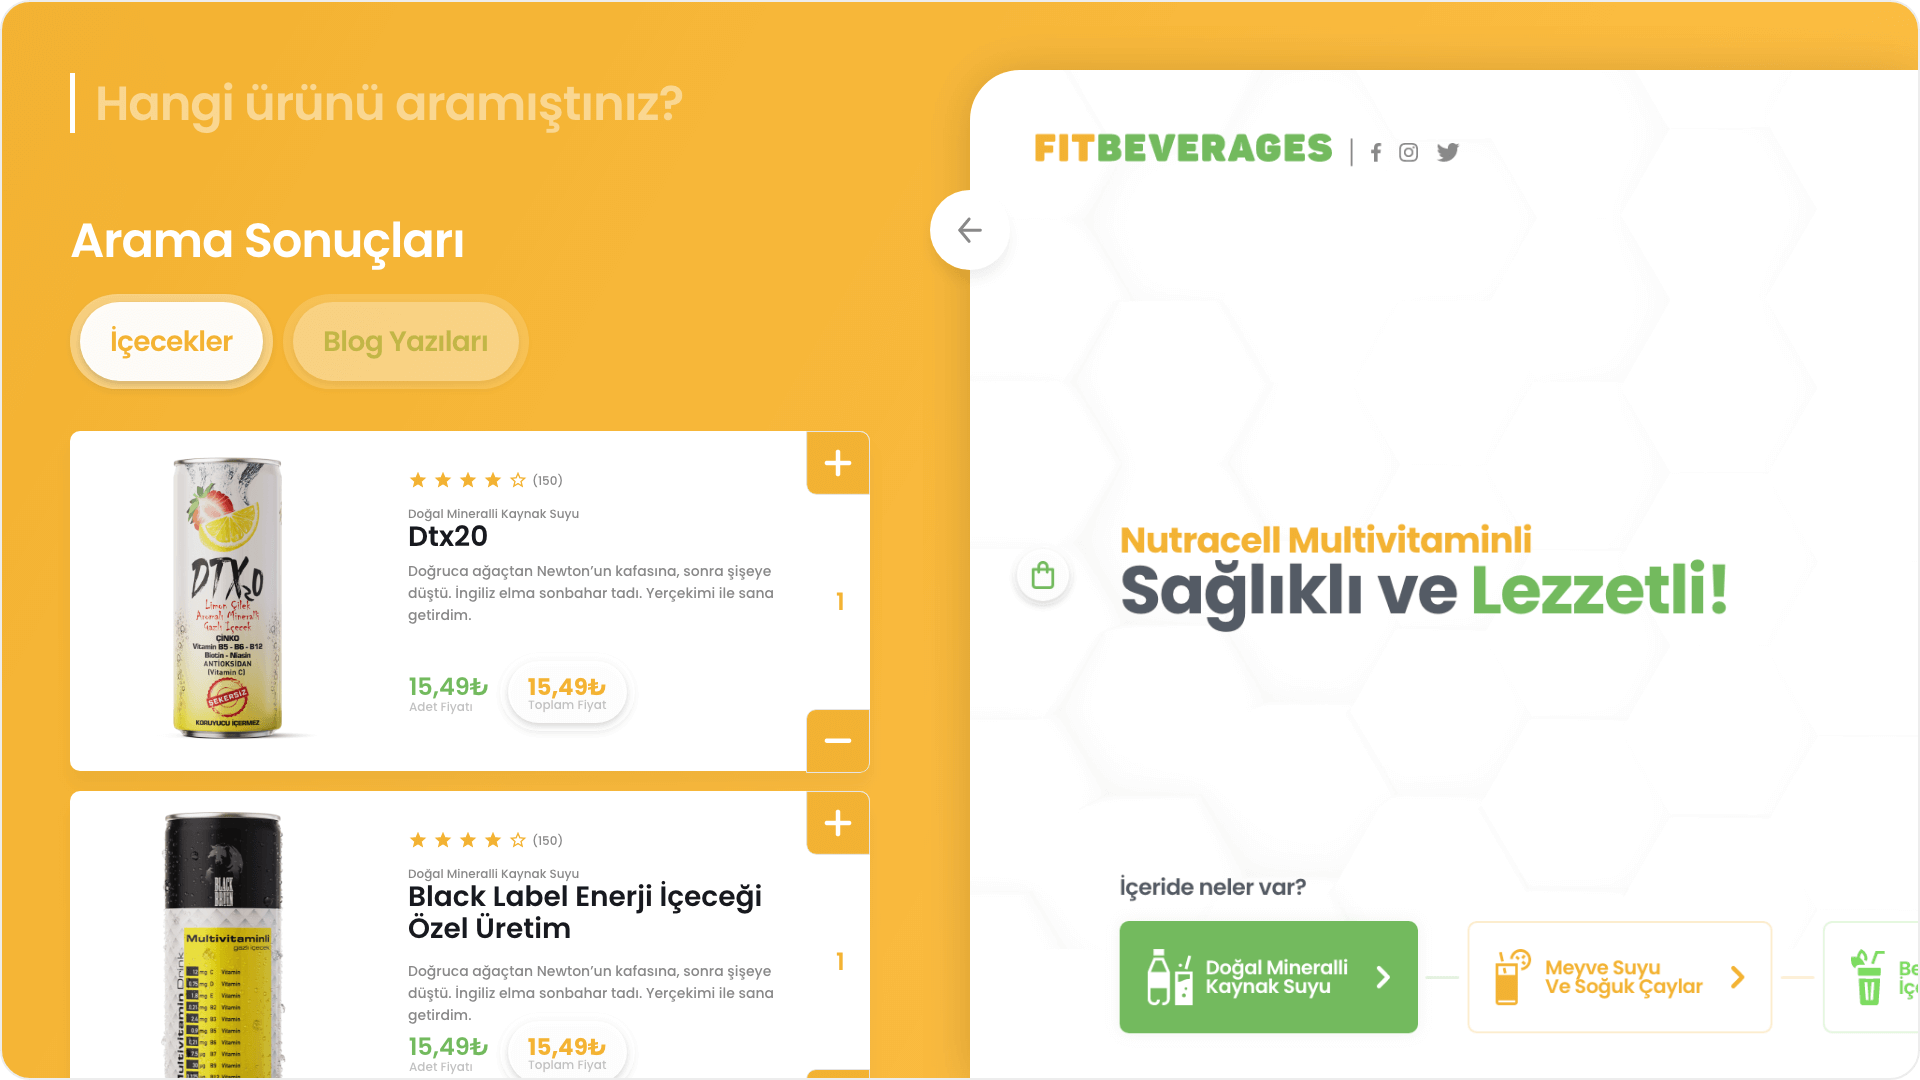 Hangi ürünü aramıştınız?
Arama Sonuçları
İçecekler
Blog Yazıları
(150)
Doğal Mineralli Kaynak Suyu
Dtx20
Doğruca ağaçtan Newton’un kafasına, sonra şişeye
düştü. İngiliz elma sonbahar tadı. Yerçekimi ile sana
getirdim.
15,49₺
Adet Fiyatı
15,49₺
Toplam Fiyat
1
DTX20
Limon Çilek
Aromalı Mineralli
Gazlı İçecek
ÇİNKO
Vitamin B5 - B6 - B12
Biotin - Niasin
ANTİOKSİDAN
(Vitamin C)
ŞEKERSİZ
KORUYUCU İÇERMEZ
(150)
Doğal Mineralli Kaynak Suyu
Black Label Enerji İçeceği
Özel Üretim
Doğruca ağaçtan Newton’un kafasına, sonra şişeye
düştü. İngiliz elma sonbahar tadı. Yerçekimi ile sana
getirdim.
15,49₺
Adet Fiyatı
15,49₺
Toplam Fiyat
1
BLACK
Multivitaminli
gazlı içecek
Multivitamin Drink
FITBEVERAGES
Nutracell Multivitaminli
Sağlıklı ve Lezzetli!
İçeride neler var?
Doğal Mineralli
Kaynak Suyu
Meyve Suyu
Ve Soğuk Çaylar
Be
İç